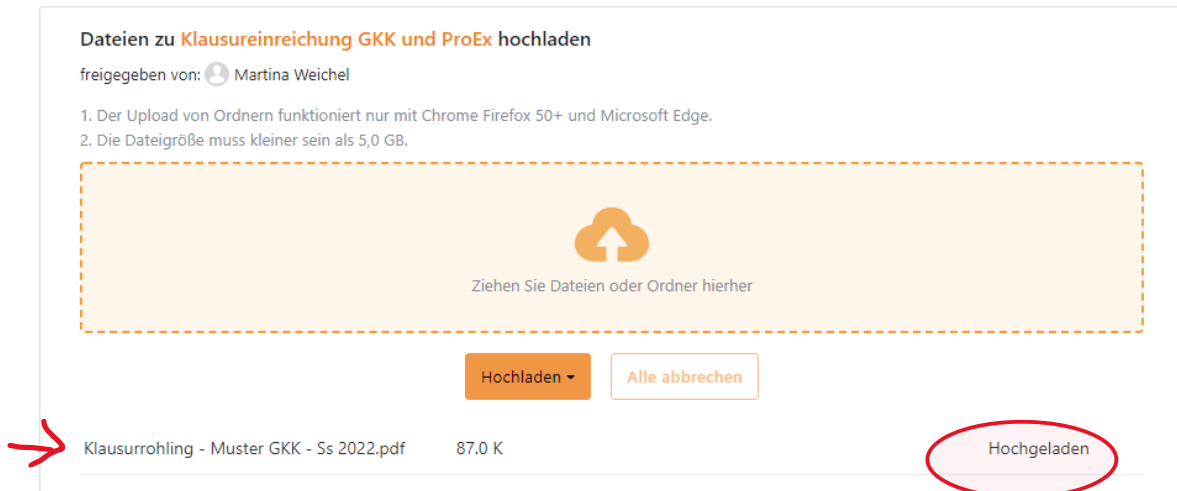 Dateien zu Klausureinreichung GKK und ProEx hochladen
freigegeben von: Martina Weichel
1. Der Upload von Ordnern funktioniert nur mit Chrome Firefox 50+ und Microsoft Edge.
2. Die Dateigröße muss kleiner sein als 5,0 GB.
Ziehen Sie Dateien oder Ordner hierher
Hochladen Alle abbrechen
Klausurrohling - Muster GKK - Ss 2022.pdf 87.0 K Hochgeladen